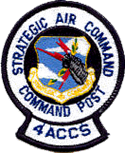 STRATEGIC AIR COMMAND
COMMAND POST
4ACCS